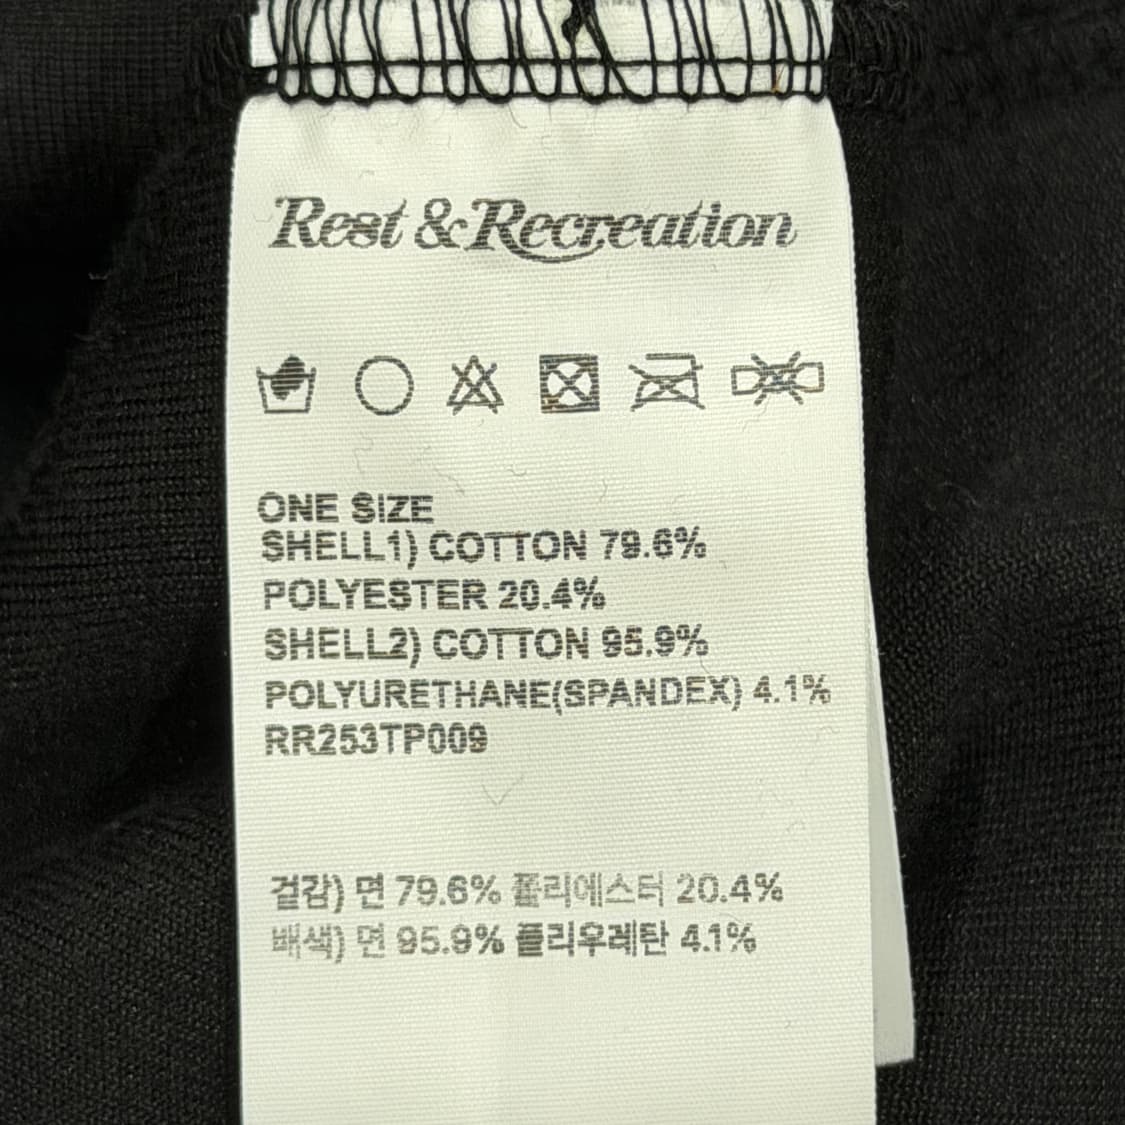 Rest & Recreation
ONE SIZE
SHELL1) COTTON 79.6%
POLYESTER 20.4%
SHELL2) COTTON 95.9%
POLYURETHANE(SPANDEX) 4.1%
RR253TP009
겉감) 면 79.6% 폴리에스터 20.4%
배색) 면 95.9% 폴리우레탄 4.1%